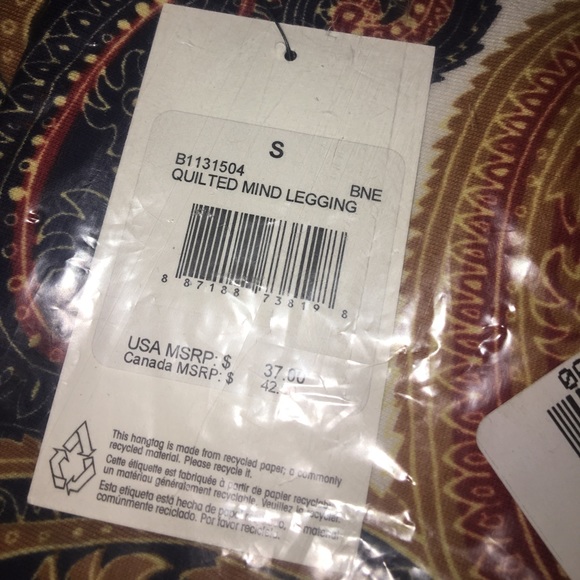 S
B1131504 BNE
QUILTED MIND LEGGING
8 87188 73819 8
USA MSRP: $ 37.00
Canada MSRP: $ 42.
This hangtag is made from recycled paper, a commonly
recycled material. Please recycle it.
Cette étiquette est fabriquée à partir de papier recyclé,
un matériau généralement recyclable. Veuillez le recycler.
Esta etiqueta está hecha de papel material
comúnmente reciclado. Por favor recíclelo.